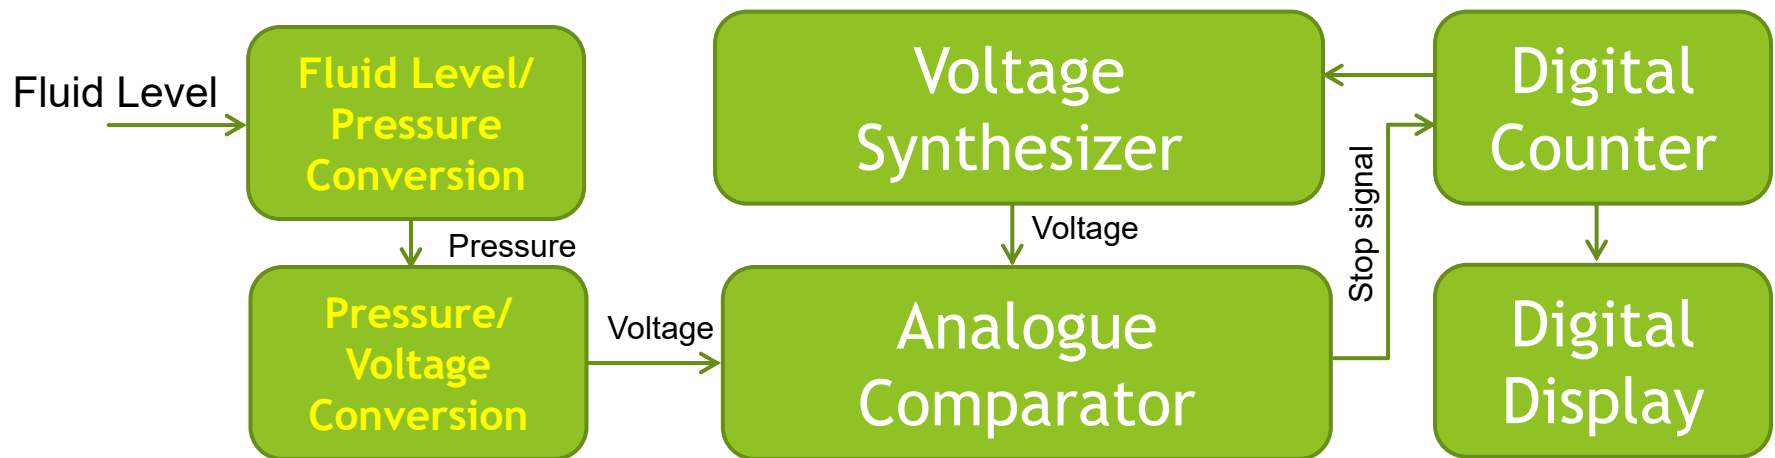 Fluid Level
Fluid Level/
Pressure
Conversion
Pressure
Pressure/
Voltage
Conversion
Voltage
Voltage
Synthesizer
Voltage
Analogue
Comparator
Stop signal
Digital
Counter
Digital
Display